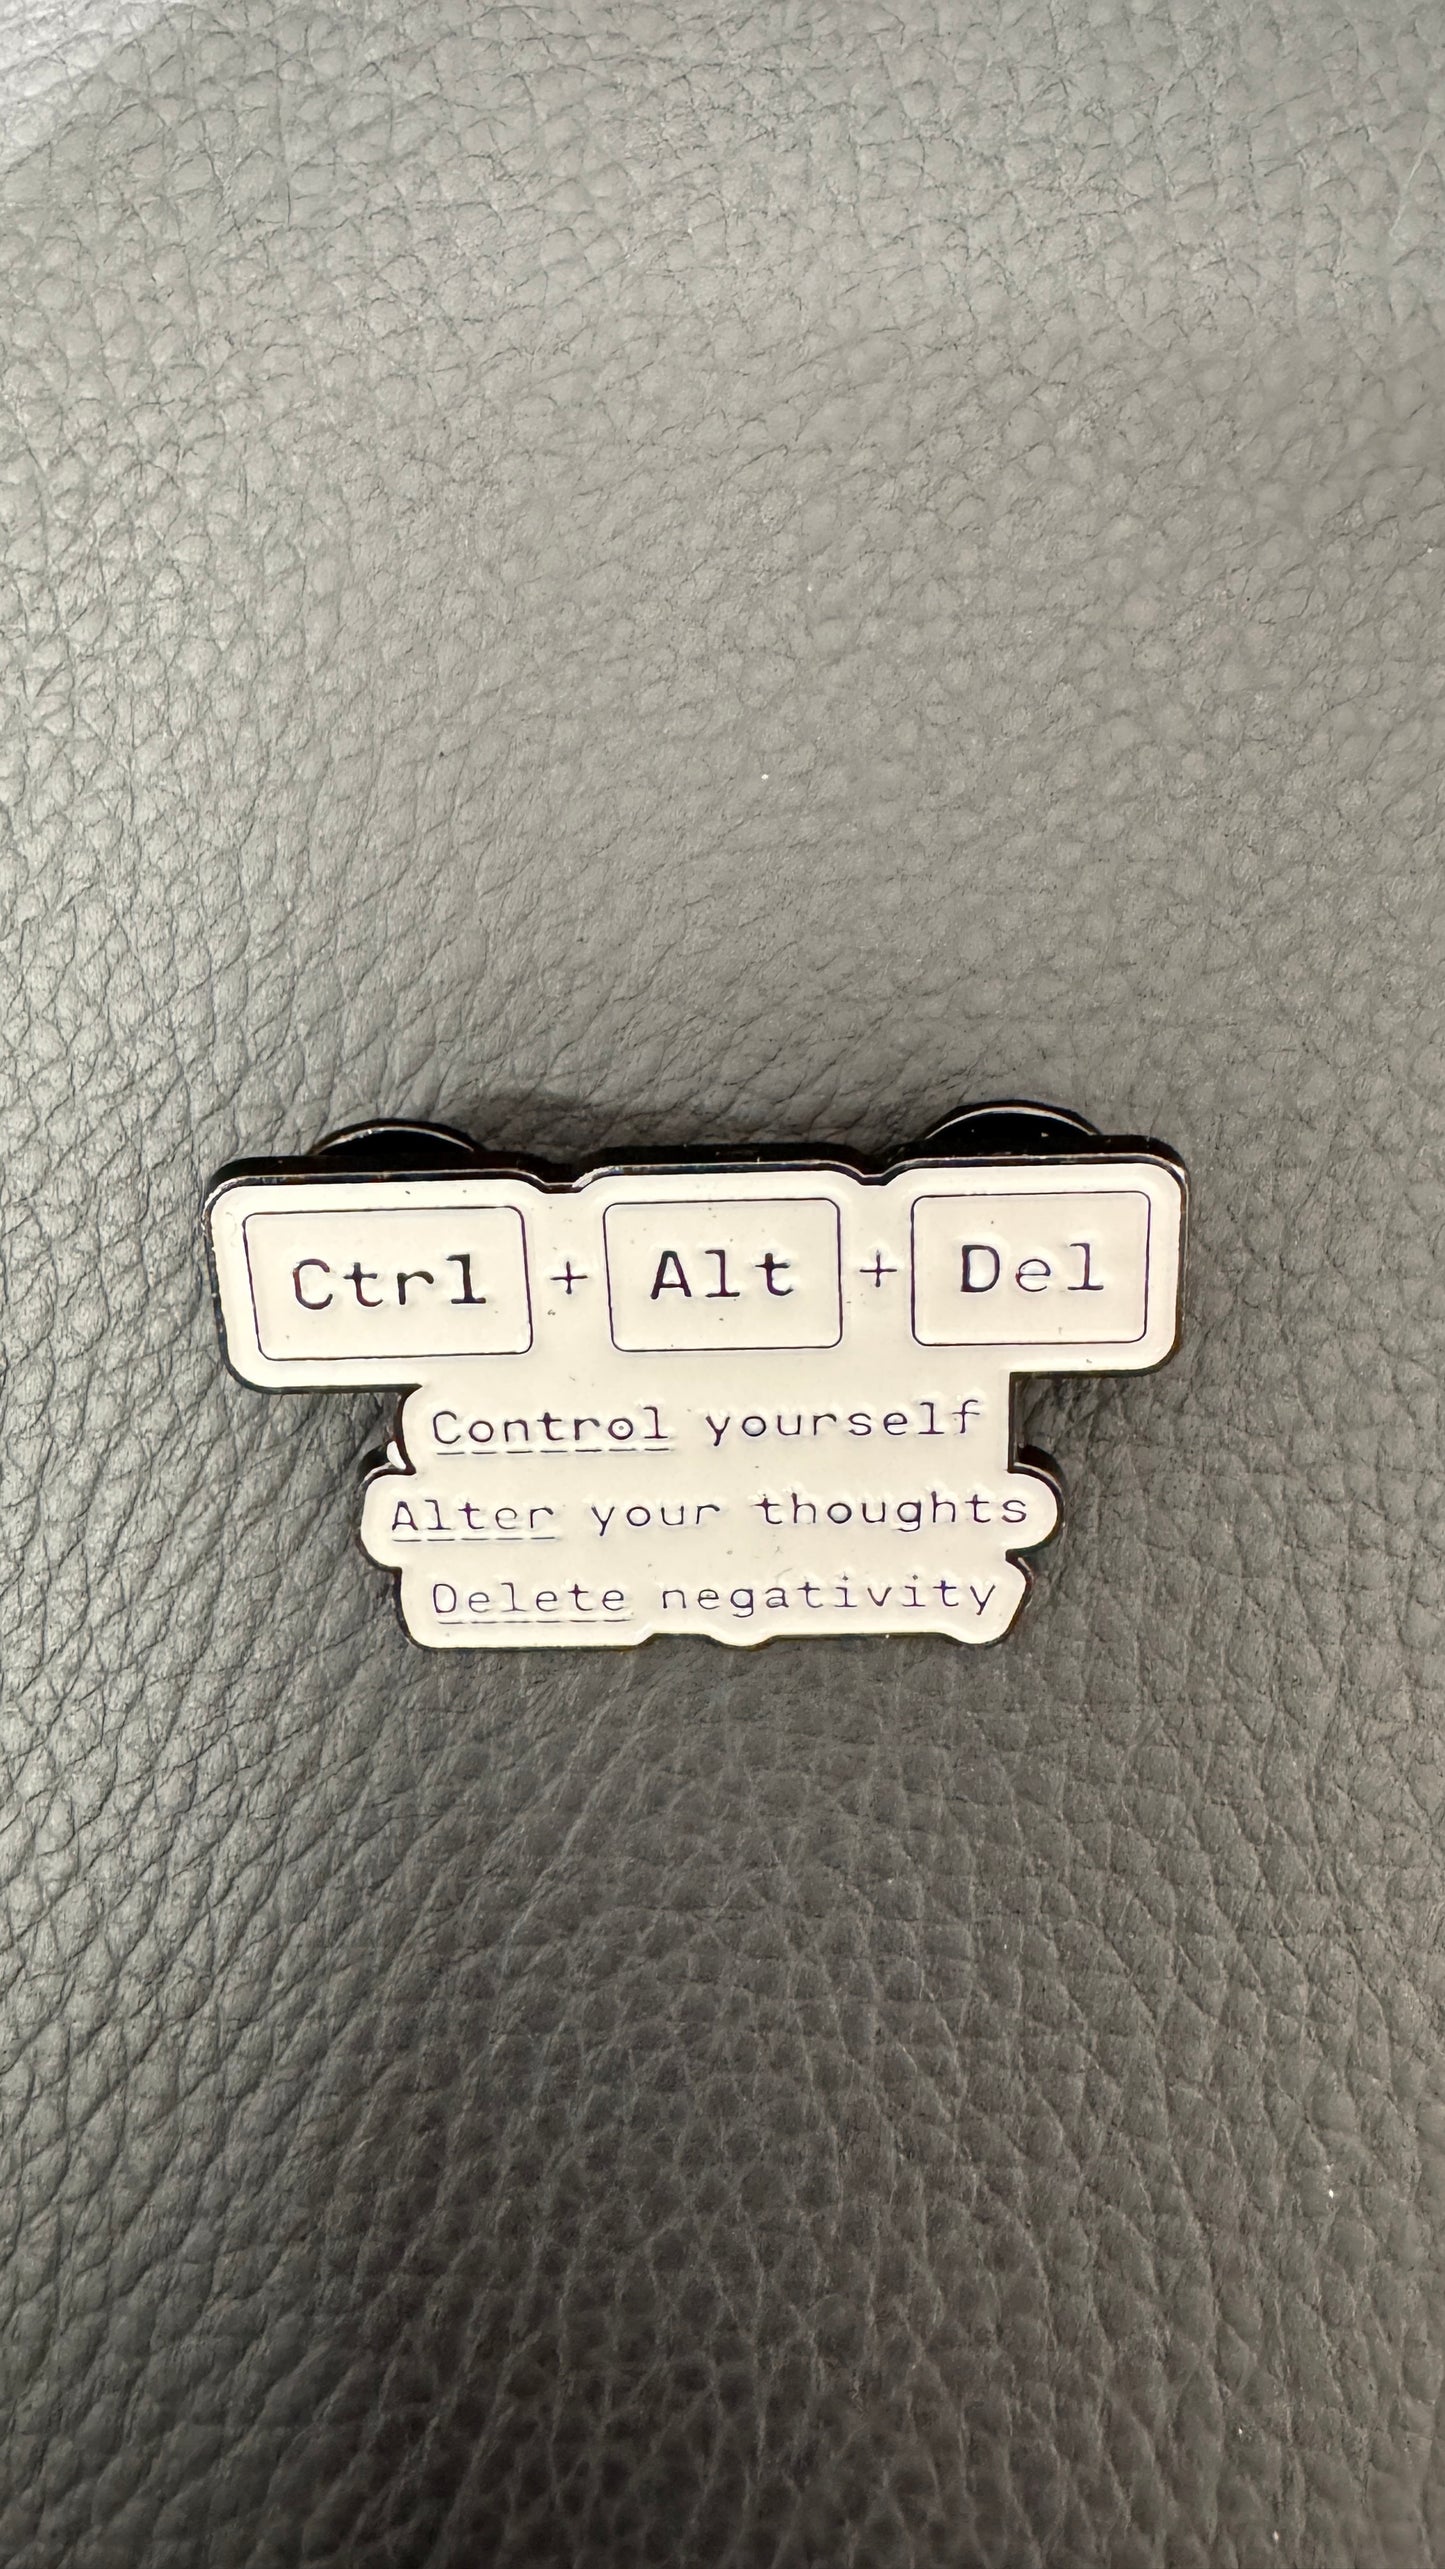 Ctrl + Alt + Del
Control yourself
Alter your thoughts
Delete negativity